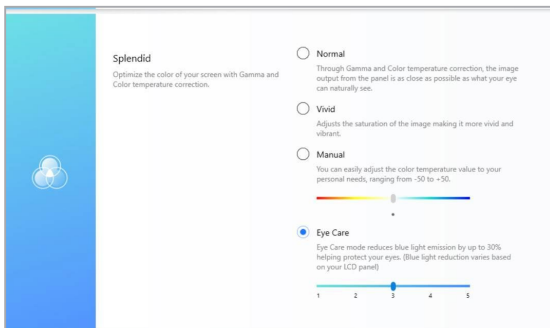 Splendid
Optimize the color of your screen with Gamma and
Color temperature correction.
Normal
Through Gamma and Color temperature correction, the image
output from the panel is as close as possible as what your eye
can naturally see.
Vivid
Adjusts the saturation of the image making it more vivid and
vibrant.
Manual
You can easily adjust the color temperature value to your
personal needs, ranging from -50 to +50.
Eye Care
Eye Care mode reduces blue light emission by up to 30%
helping protect your eyes. (Blue light reduction varies based
on your LCD panel)
1 2 3 4 5